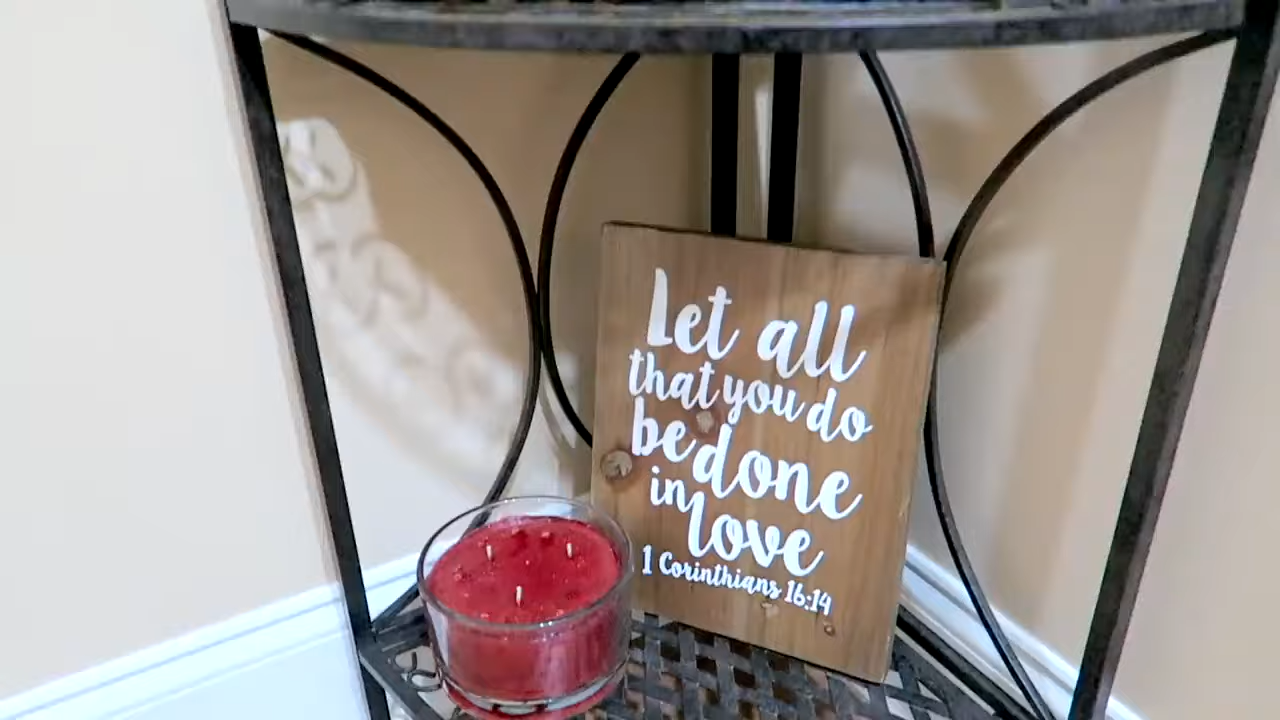 Let all
that you do
be done
in love
1 Corinthians 16:14